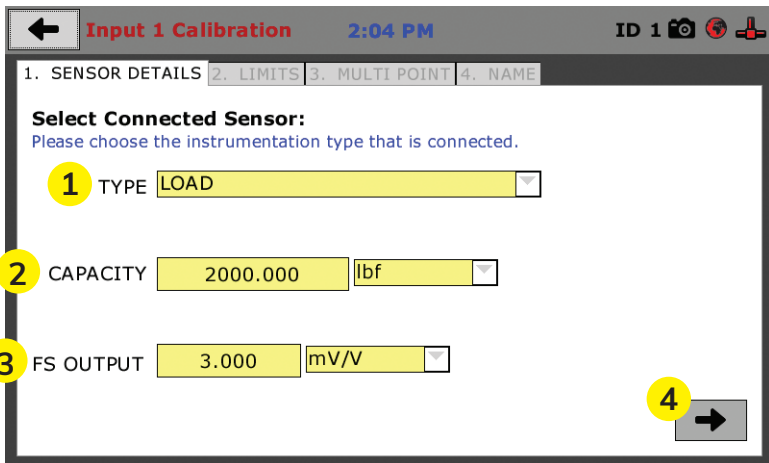 Input 1 Calibration 2:04 PM ID 1
1. SENSOR DETAILS 2. LIMITS 3. MULTI POINT 4. NAME
Select Connected Sensor:
Please choose the instrumentation type that is connected.
1 TYPE LOAD
2 CAPACITY 2000.000 lbf
3 FS OUTPUT 3.000 mV/V
4